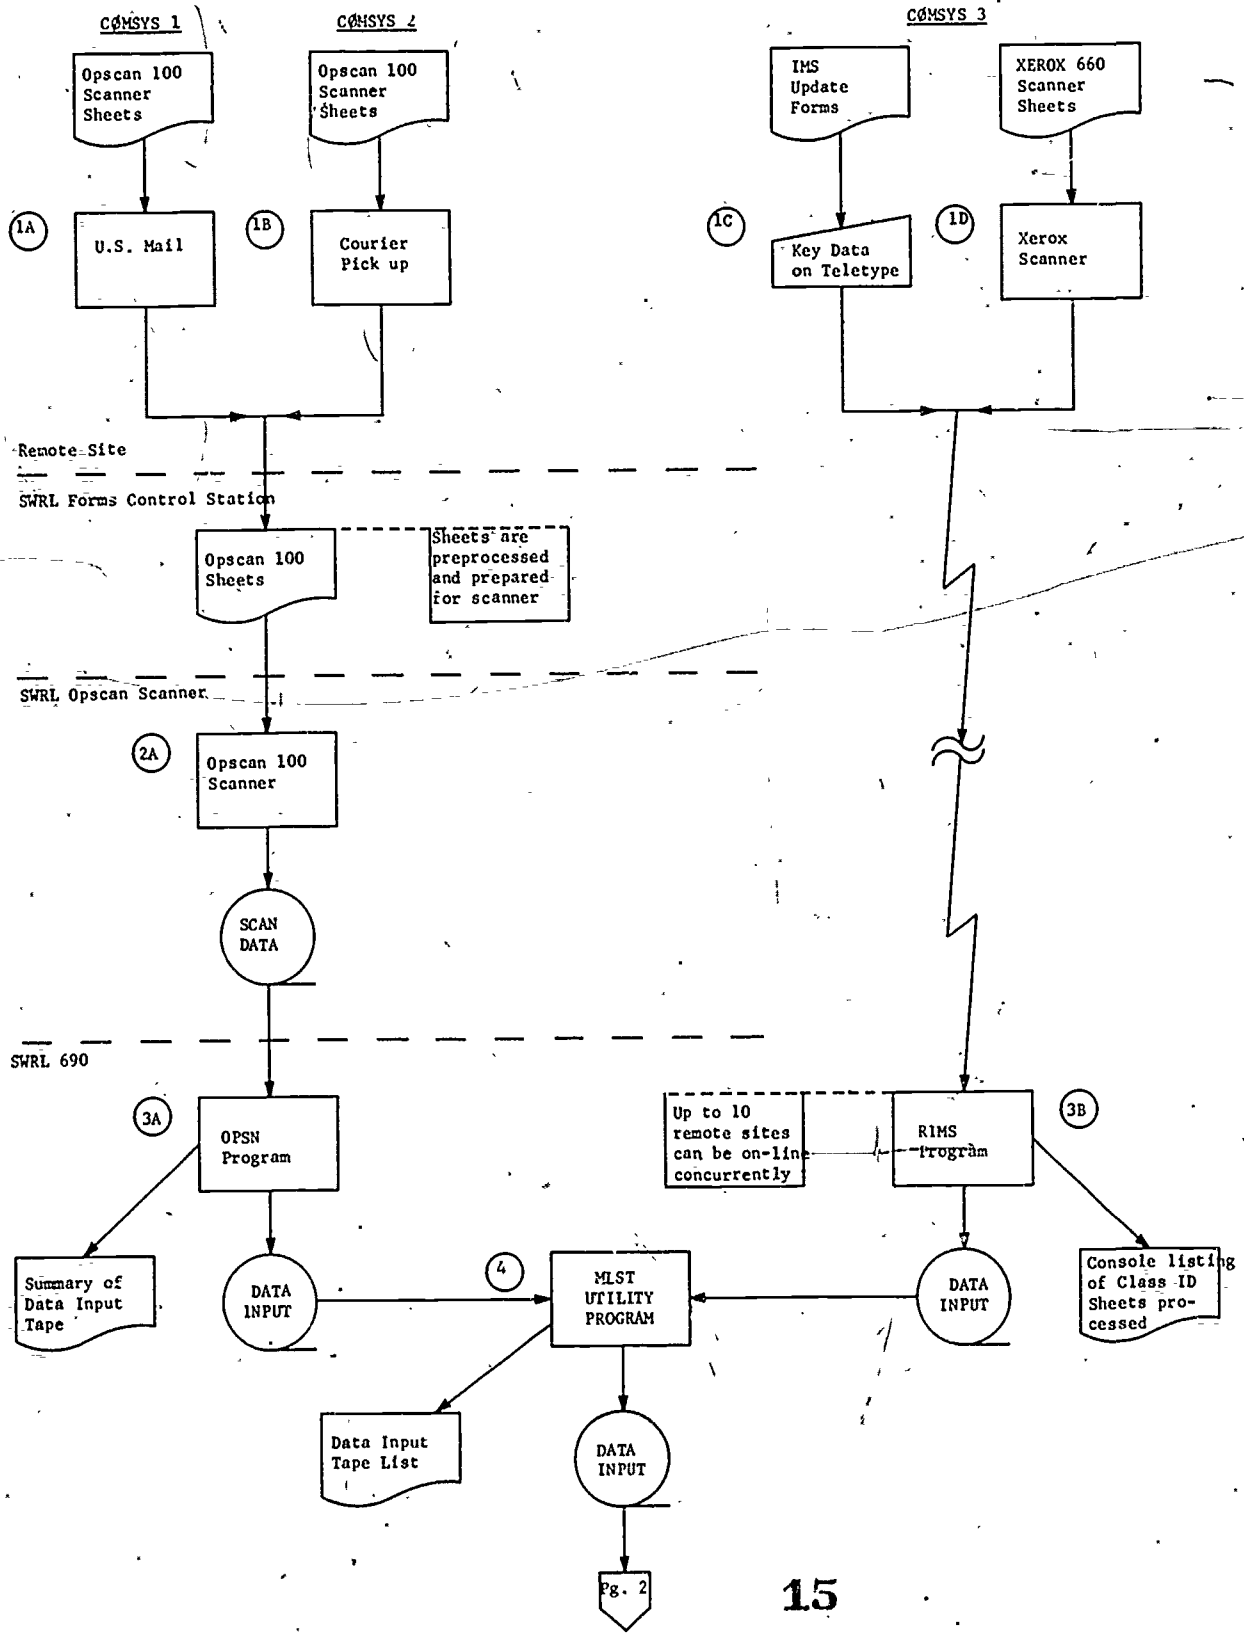 CØMSYS 1
CØMSYS 2
CØMSYS 3
Opscan 100
Scanner
Sheets
Opscan 100
Scanner
Sheets
IMS
Update
Forms
XEROX 660
Scanner
Sheets
1A
U.S. Mail
1B
Courier
Pick up
1C
Key Data
on Teletype
1D
Xerox
Scanner
Remote Site
SWRL Forms Control Station
Opscan 100
Sheets
Sheets are
preprocessed
and prepared
for scanner
SWRL Opscan Scanner
2A
Opscan 100
Scanner
SCAN
DATA
SWRL 690
3A
OPSN
Program
Up to 10
remote sites
can be on-line
concurrently
RIMS
Program
3B
Summary of
Data Input
Tape
DATA
INPUT
4
MLST
UTILITY
PROGRAM
DATA
INPUT
Console listing
of Class ID
Sheets pro-
cessed
Data Input
Tape List
DATA
INPUT
Pg. 2
15